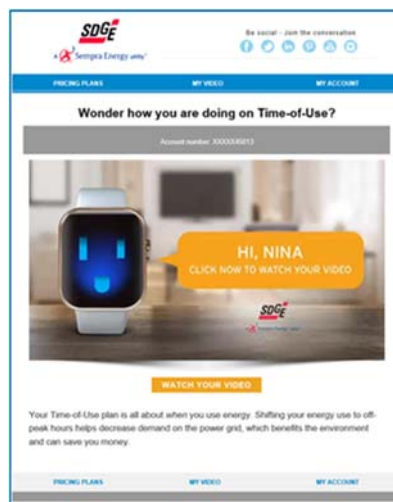 SDGE
A Sempra Energy utility
Be social - Join the conversation
PRICING PLANS MY VIDEO MY ACCOUNT
Wonder how you are doing on Time-of-Use?
Account number: XXXXX45013
HI, NINA
CLICK NOW TO WATCH YOUR VIDEO
SDGE
A Sempra Energy utility
WATCH YOUR VIDEO
Your Time-of-Use plan is all about when you use energy. Shifting your energy use to off-
peak hours helps decrease demand on the power grid, which benefits the environment
and can save you money.
PRICING PLANS MY VIDEO MY ACCOUNT